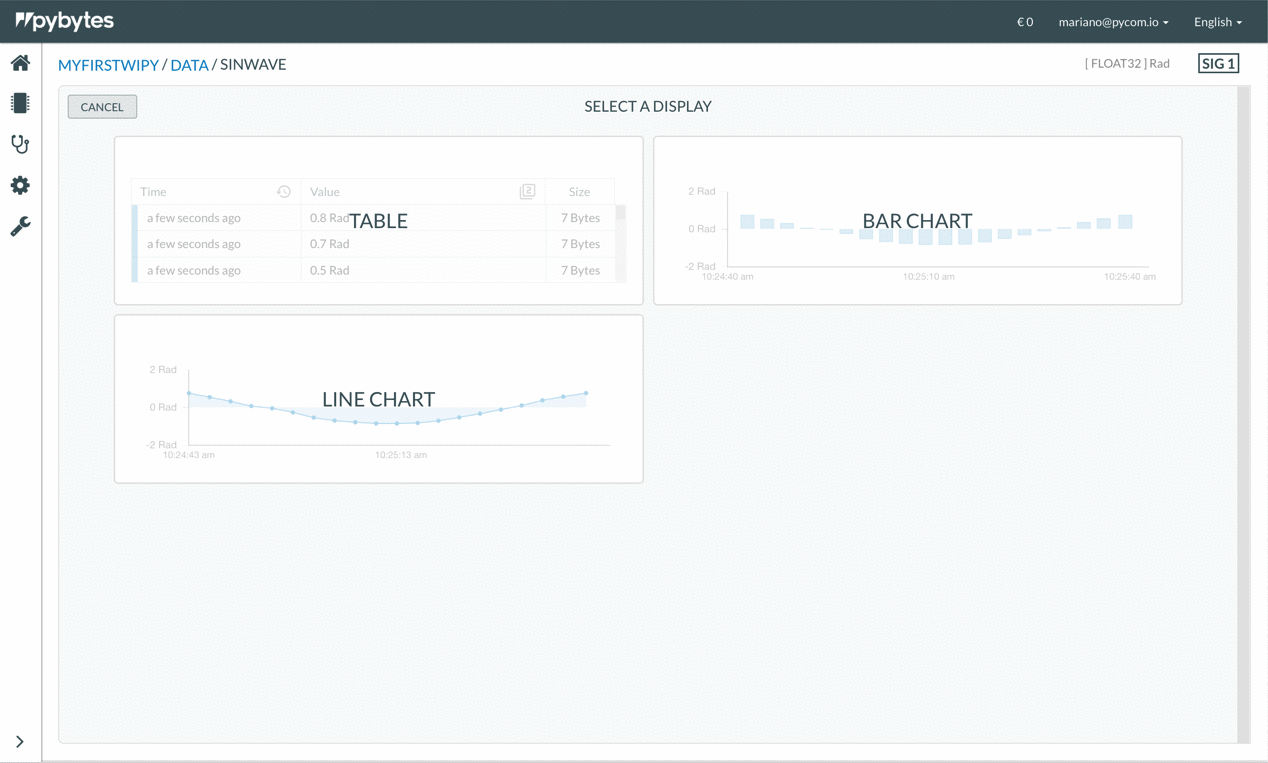 pybytes € 0 mariano@pycom.io English
MYFIRSTWIPY / DATA / SINWAVE [ FLOAT32 ] Rad SIG 1
CANCEL SELECT A DISPLAY
Time Value 2 Size
a few seconds ago 0.8 Rad 7 Bytes
TABLE
a few seconds ago 0.7 Rad 7 Bytes
a few seconds ago 0.5 Rad 7 Bytes
2 Rad
BAR CHART
0 Rad
-2 Rad
10:24:40 am 10:25:10 am 10:25:40 am
2 Rad
LINE CHART
0 Rad
-2 Rad
10:24:43 am 10:25:13 am